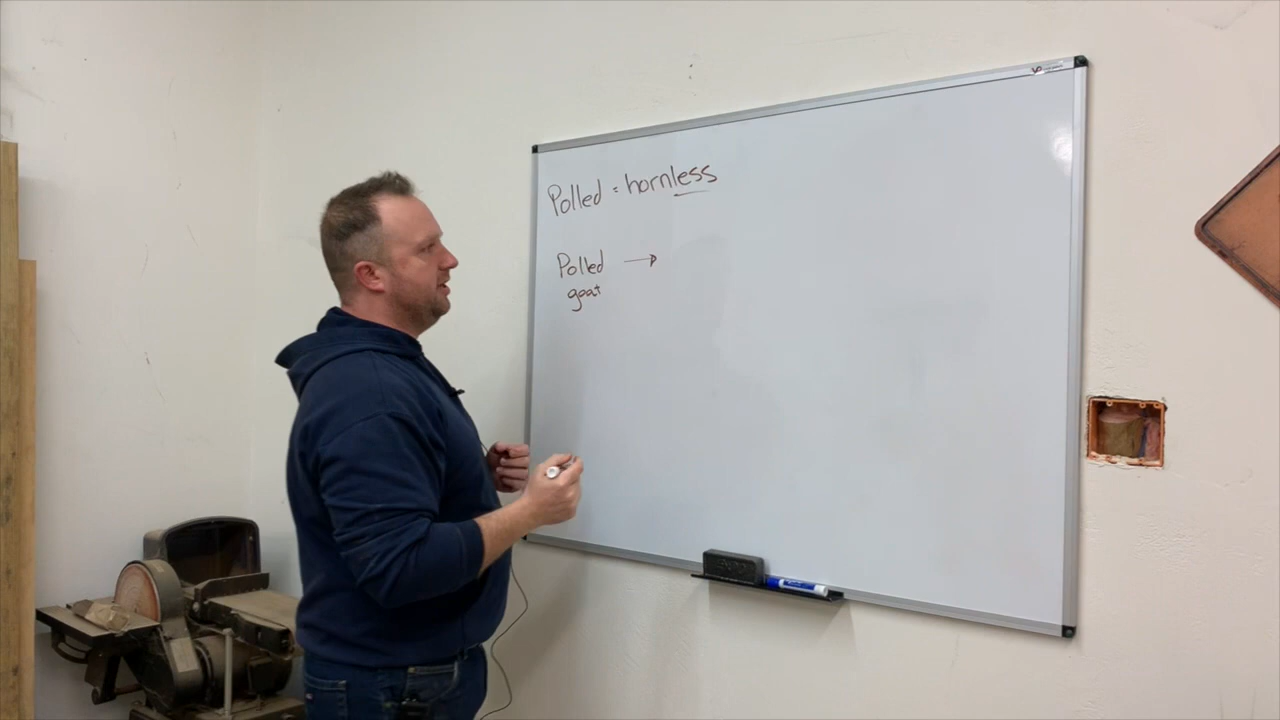 Polled = hornless
Polled →
goat